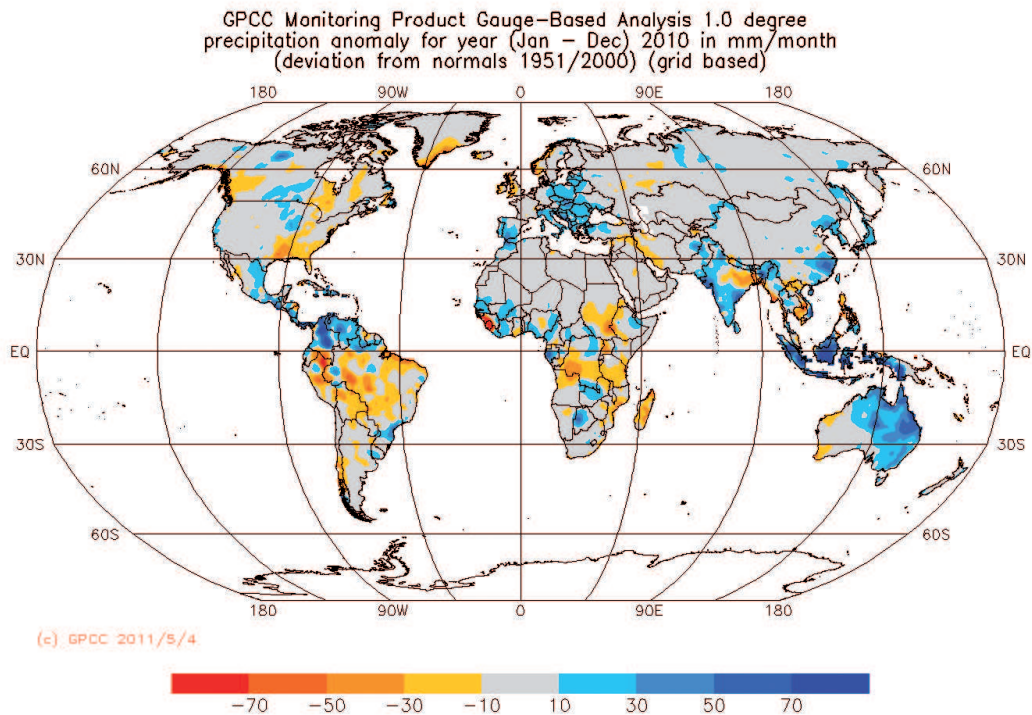 GPCC Monitoring Product Gauge-Based Analysis 1.0 degree
precipitation anomaly for year (Jan - Dec) 2010 in mm/month
(deviation from normals 1951/2000) (grid based)
180 90W 0 90E 180
60N 60N
30N 30N
EQ EQ
30S 30S
60S 60S
180 90W 0 90E 180
(c) GPCC 2011/5/4
-70 -50 -30 -10 10 30 50 70